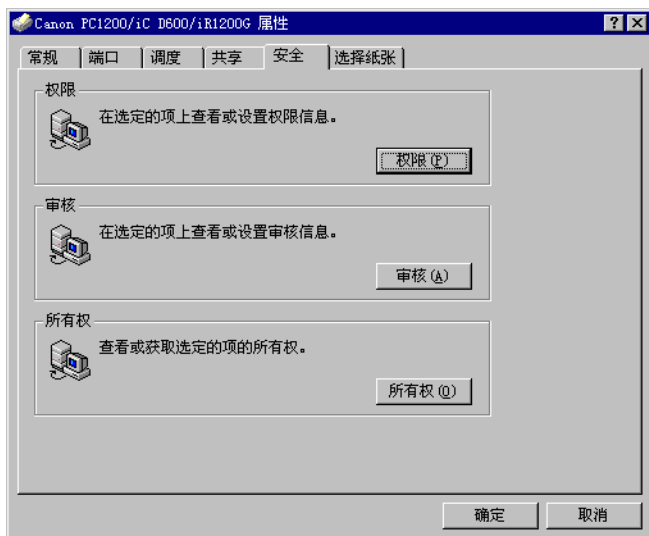 Canon PC1200/iC D600/iR1200G 属性
常规 端口 调度 共享 安全 选择纸张
权限
在选定的项上查看或设置权限信息。
权限(P)
审核
在选定的项上查看或设置审核信息。
审核(A)
所有权
查看或获取选定的项的所有权。
所有权(O)
确定 取消